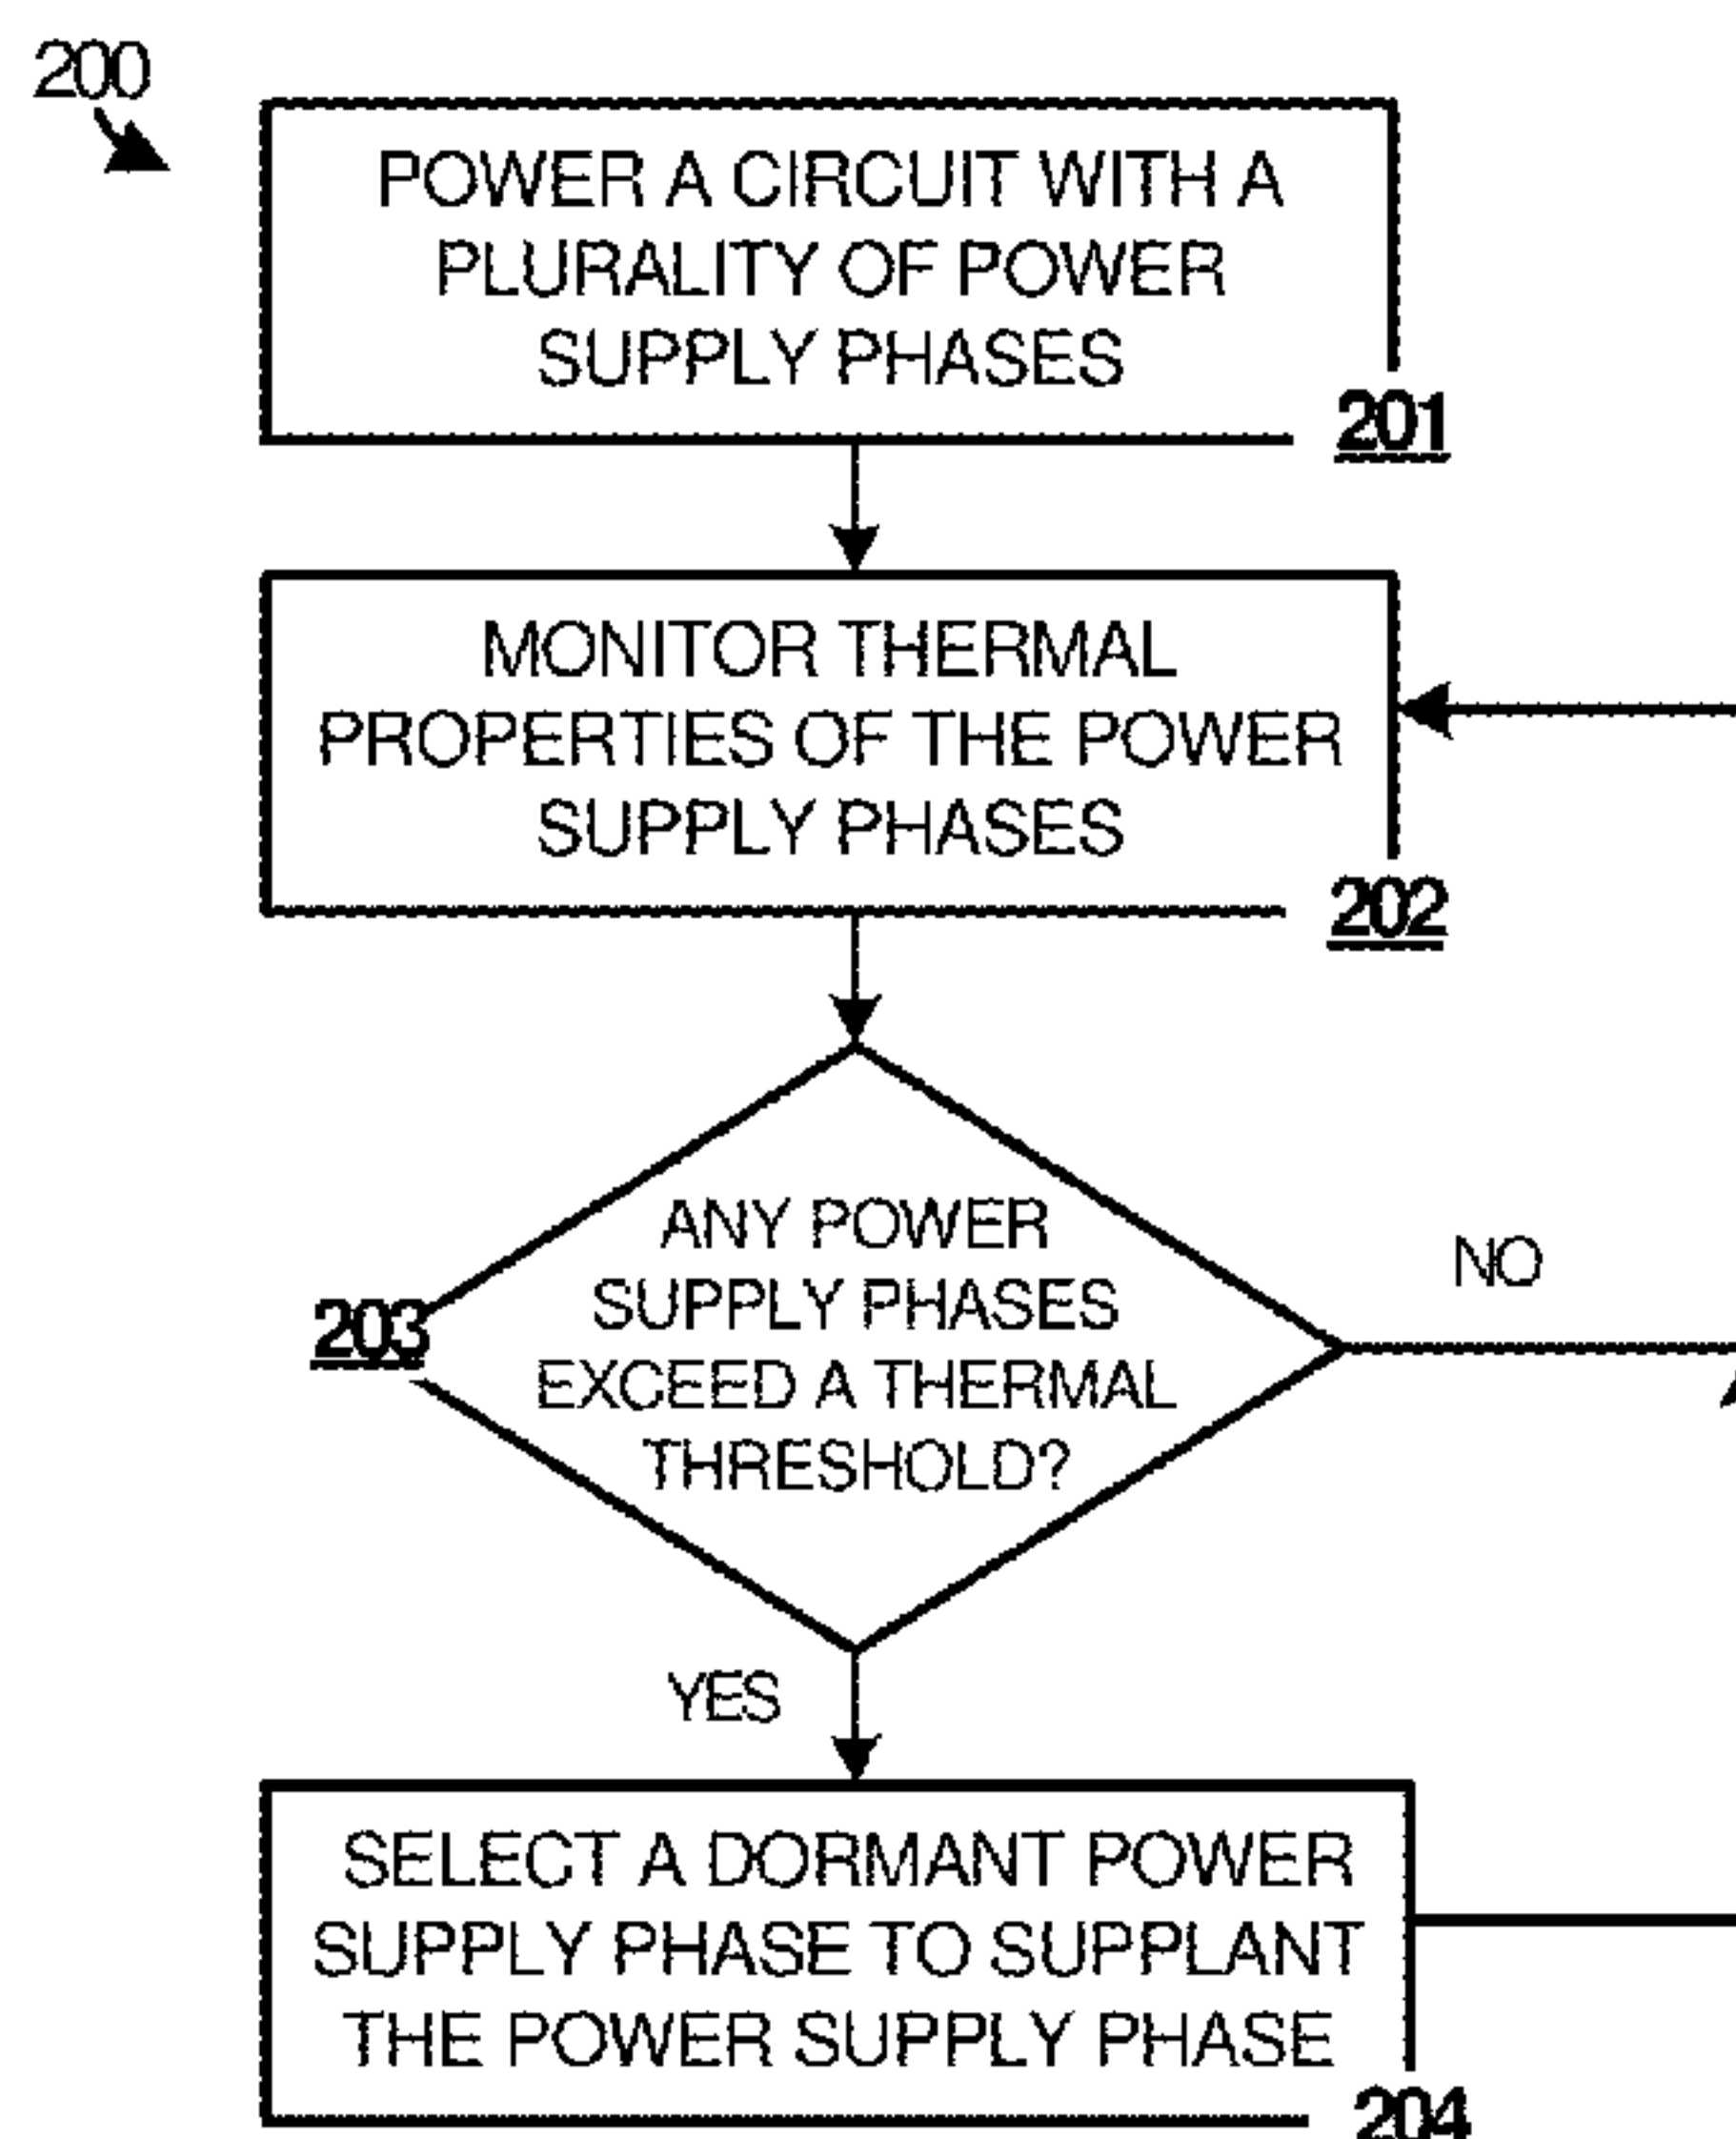 200
POWER A CIRCUIT WITH A
PLURALITY OF POWER
SUPPLY PHASES
201
MONITOR THERMAL
PROPERTIES OF THE POWER
SUPPLY PHASES
202
ANY POWER
SUPPLY PHASES
EXCEED A THERMAL
THRESHOLD?
203
NO
YES
SELECT A DORMANT POWER
SUPPLY PHASE TO SUPPLANT
THE POWER SUPPLY PHASE
204